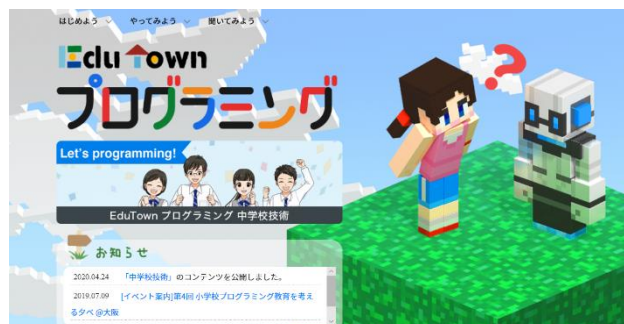 はじめよう やってみよう 聞いてみよう
EduTown
プログラミング
Let's programming!
EduTown プログラミング 中学校技術
お知らせ
2020.04.24 「中学校技術」のコンテンツを公開しました。
2019.07.09 [イベント案内]第4回 小学校プログラミング教育を考え
る夕べ @大阪
?